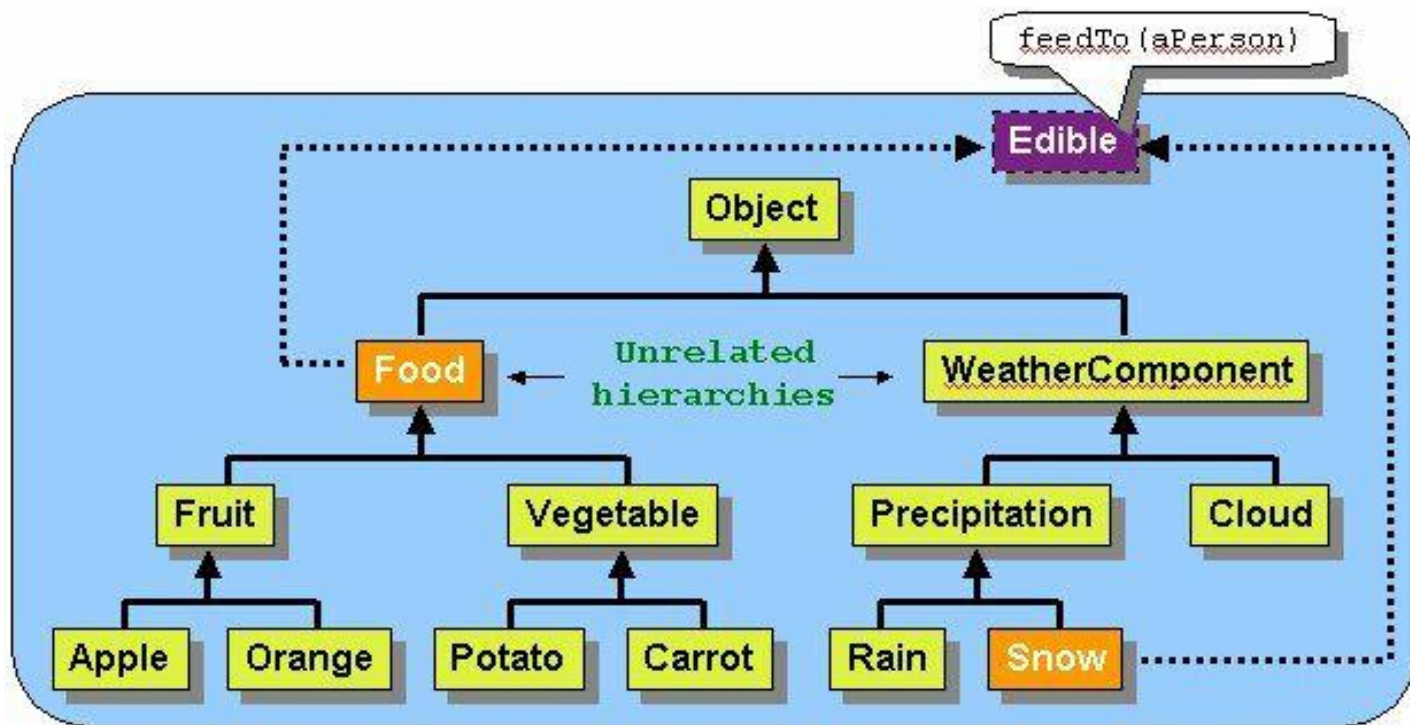 feedTo(aPerson)
Edible
Object
Food
Unrelated
hierarchies
WeatherComponent
Fruit
Vegetable
Precipitation
Cloud
Apple
Orange
Potato
Carrot
Rain
Snow